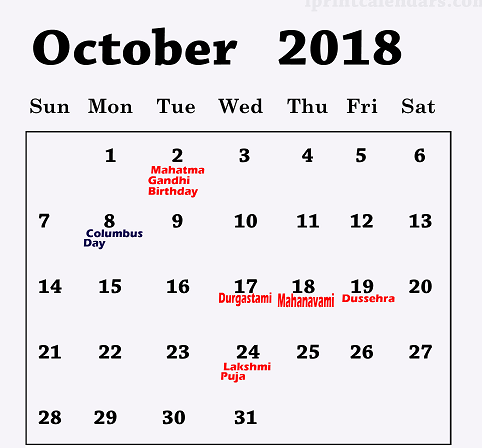 iprintcalendars.com
October 2018
Sun Mon Tue Wed Thu Fri Sat
1 2 3 4 5 6
Mahatma
Gandhi
Birthday
7 8 9 10 11 12 13
Columbus
Day
14 15 16 17 18 19 20
Durgastami Mahanavami Dussehra
21 22 23 24 25 26 27
Lakshmi
Puja
28 29 30 31